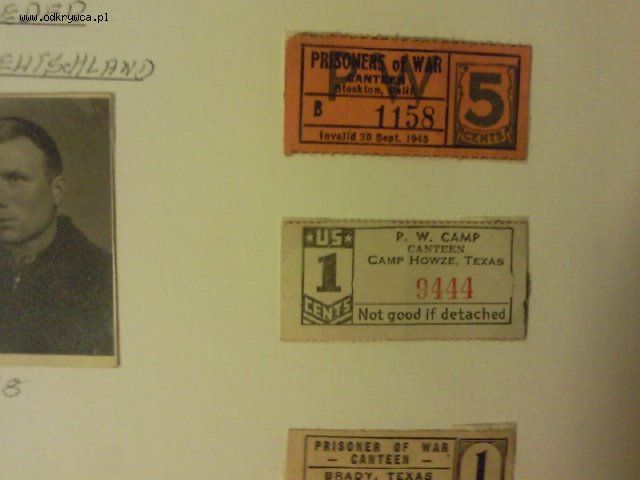 www.odkrywca.pl
EDER
EHTSCHLAND
8
PRISONERS of WAR
CANTEEN
Stockton, Calif.
PW
B 1158
Invalid 30 Sept. 1945
5
CENTS
US
1
CENTS
P. W. CAMP
CANTEEN
CAMP HOWZE, TEXAS
9444
Not good if detached
PRISONER OF WAR
— CANTEEN —
BRADY, TEXAS
1